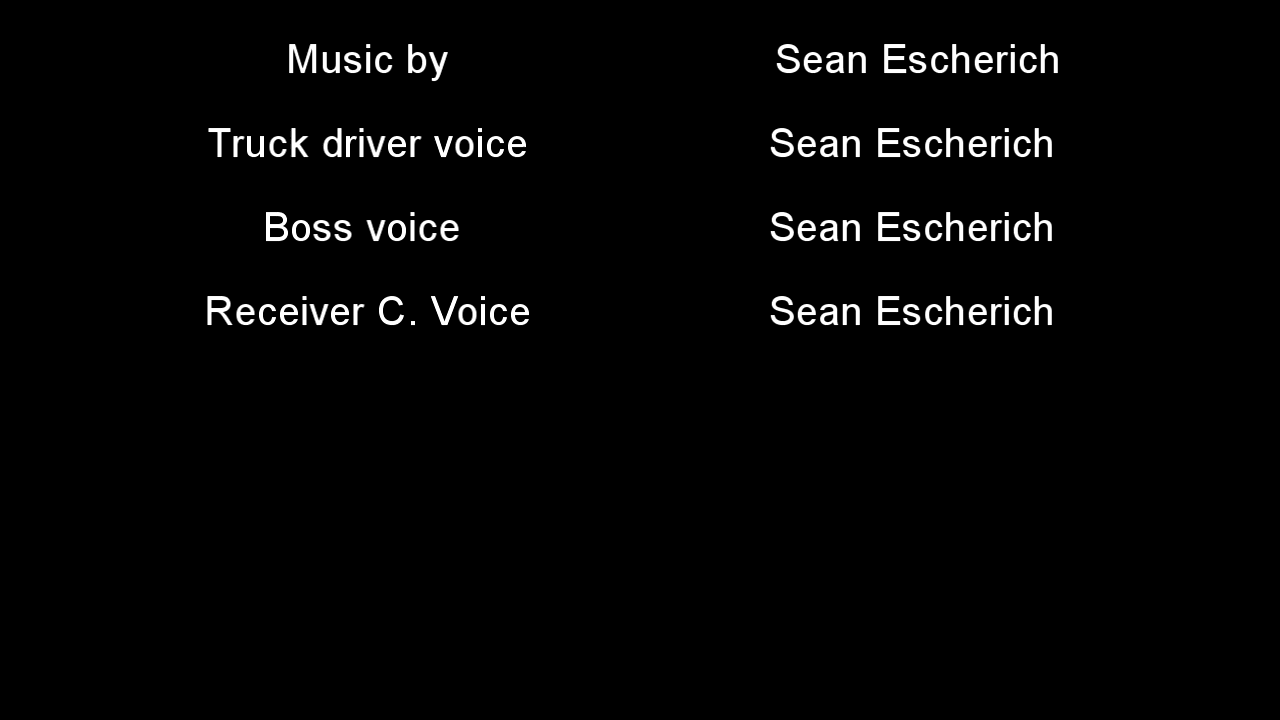 Music by Sean Escherich
Truck driver voice Sean Escherich
Boss voice Sean Escherich
Receiver C. Voice Sean Escherich